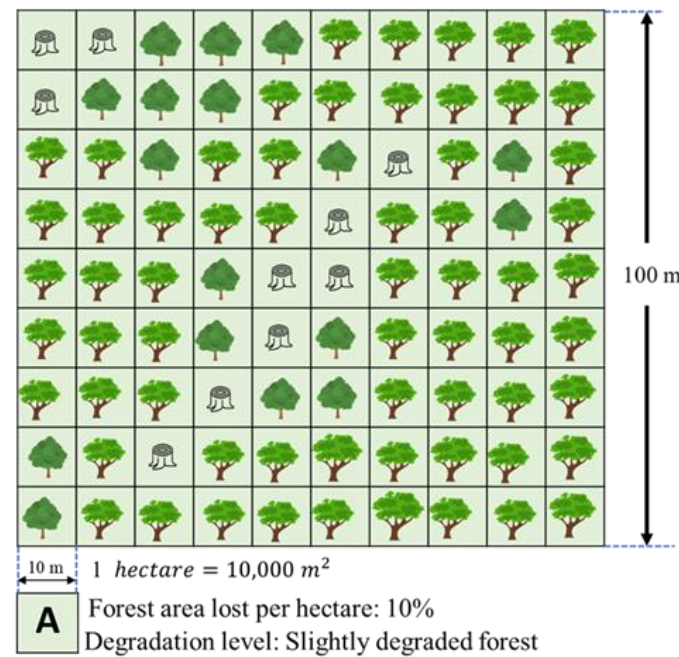 100 m
10 m
1 hectare = 10,000 m²
A
Forest area lost per hectare: 10%
Degradation level: Slightly degraded forest